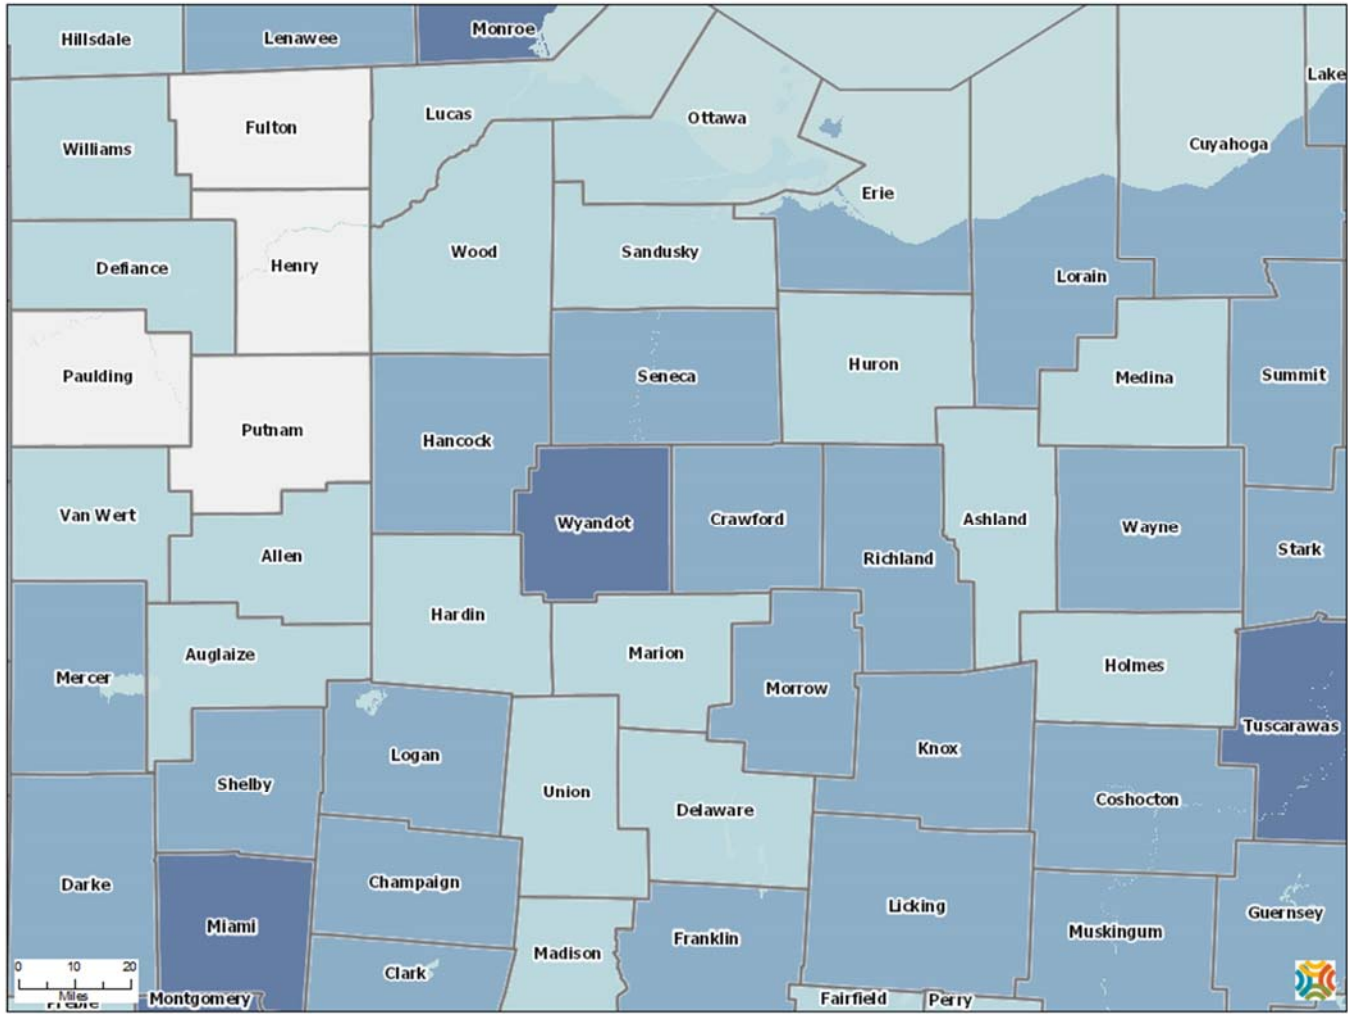 Hillsdale
Lenawee
Monroe
Lake
Williams
Fulton
Lucas
Ottawa
Cuyahoga
Erie
Defiance
Henry
Wood
Sandusky
Lorain
Paulding
Putnam
Hancock
Seneca
Huron
Medina
Summit
Van Wert
Allen
Wyandot
Crawford
Richland
Ashland
Wayne
Stark
Mercer
Auglaize
Hardin
Marion
Morrow
Holmes
Tuscarawas
Shelby
Logan
Union
Delaware
Knox
Coshocton
Darke
Miami
Champaign
Clark
Madison
Franklin
Licking
Muskingum
Guernsey
0 10 20
Miles
Preble
Montgomery
Fairfield
Perry